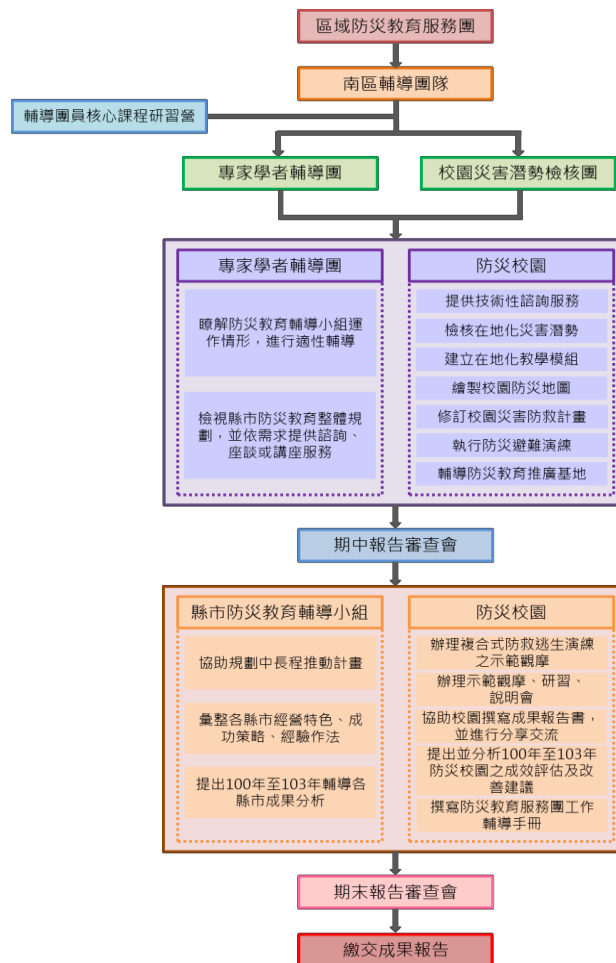 區域防災教育服務團
南區輔導團隊
輔導團員核心課程研習營
專家學者輔導團
校園災害潛勢檢核團
專家學者輔導團
瞭解防災教育輔導小組運
作情形，進行適性輔導
檢視縣市防災教育整體規
劃，並依需求提供諮詢、
座談或講座服務
防災校園
提供技術性諮詢服務
檢核在地化災害潛勢
建立在地化教學模組
繪製校園防災地圖
修訂校園災害防救計畫
執行防災避難演練
輔導防災教育推廣基地
期中報告審查會
縣市防災教育輔導小組
協助規劃中長程推動計畫
彙整各縣市經營特色、成
功策略、經驗作法
提出100年至103年輔導各
縣市成果分析
防災校園
辦理複合式防救逃生演練
之示範觀摩
辦理示範觀摩、研習、
說明會
協助校園撰寫成果報告書，
並進行分享交流
提出並分析100年至103年
防災校園之成效評估及改
善建議
撰寫防災教育服務團工作
輔導手冊
期末報告審查會
繳交成果報告